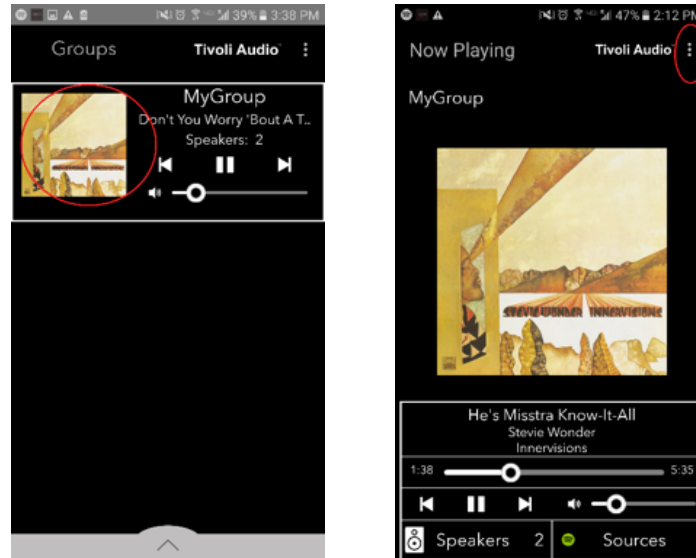 39% 3:38 PM
Groups
Tivoli Audio
MyGroup
Don't You Worry 'Bout A T...
Speakers: 2
47% 2:12 PM
Now Playing
Tivoli Audio
MyGroup
STEVIE WONDER INNERVISIONS
He's Misstra Know-It-All
Stevie Wonder
Innervisions
1:38
5:35
Speakers 2
Sources